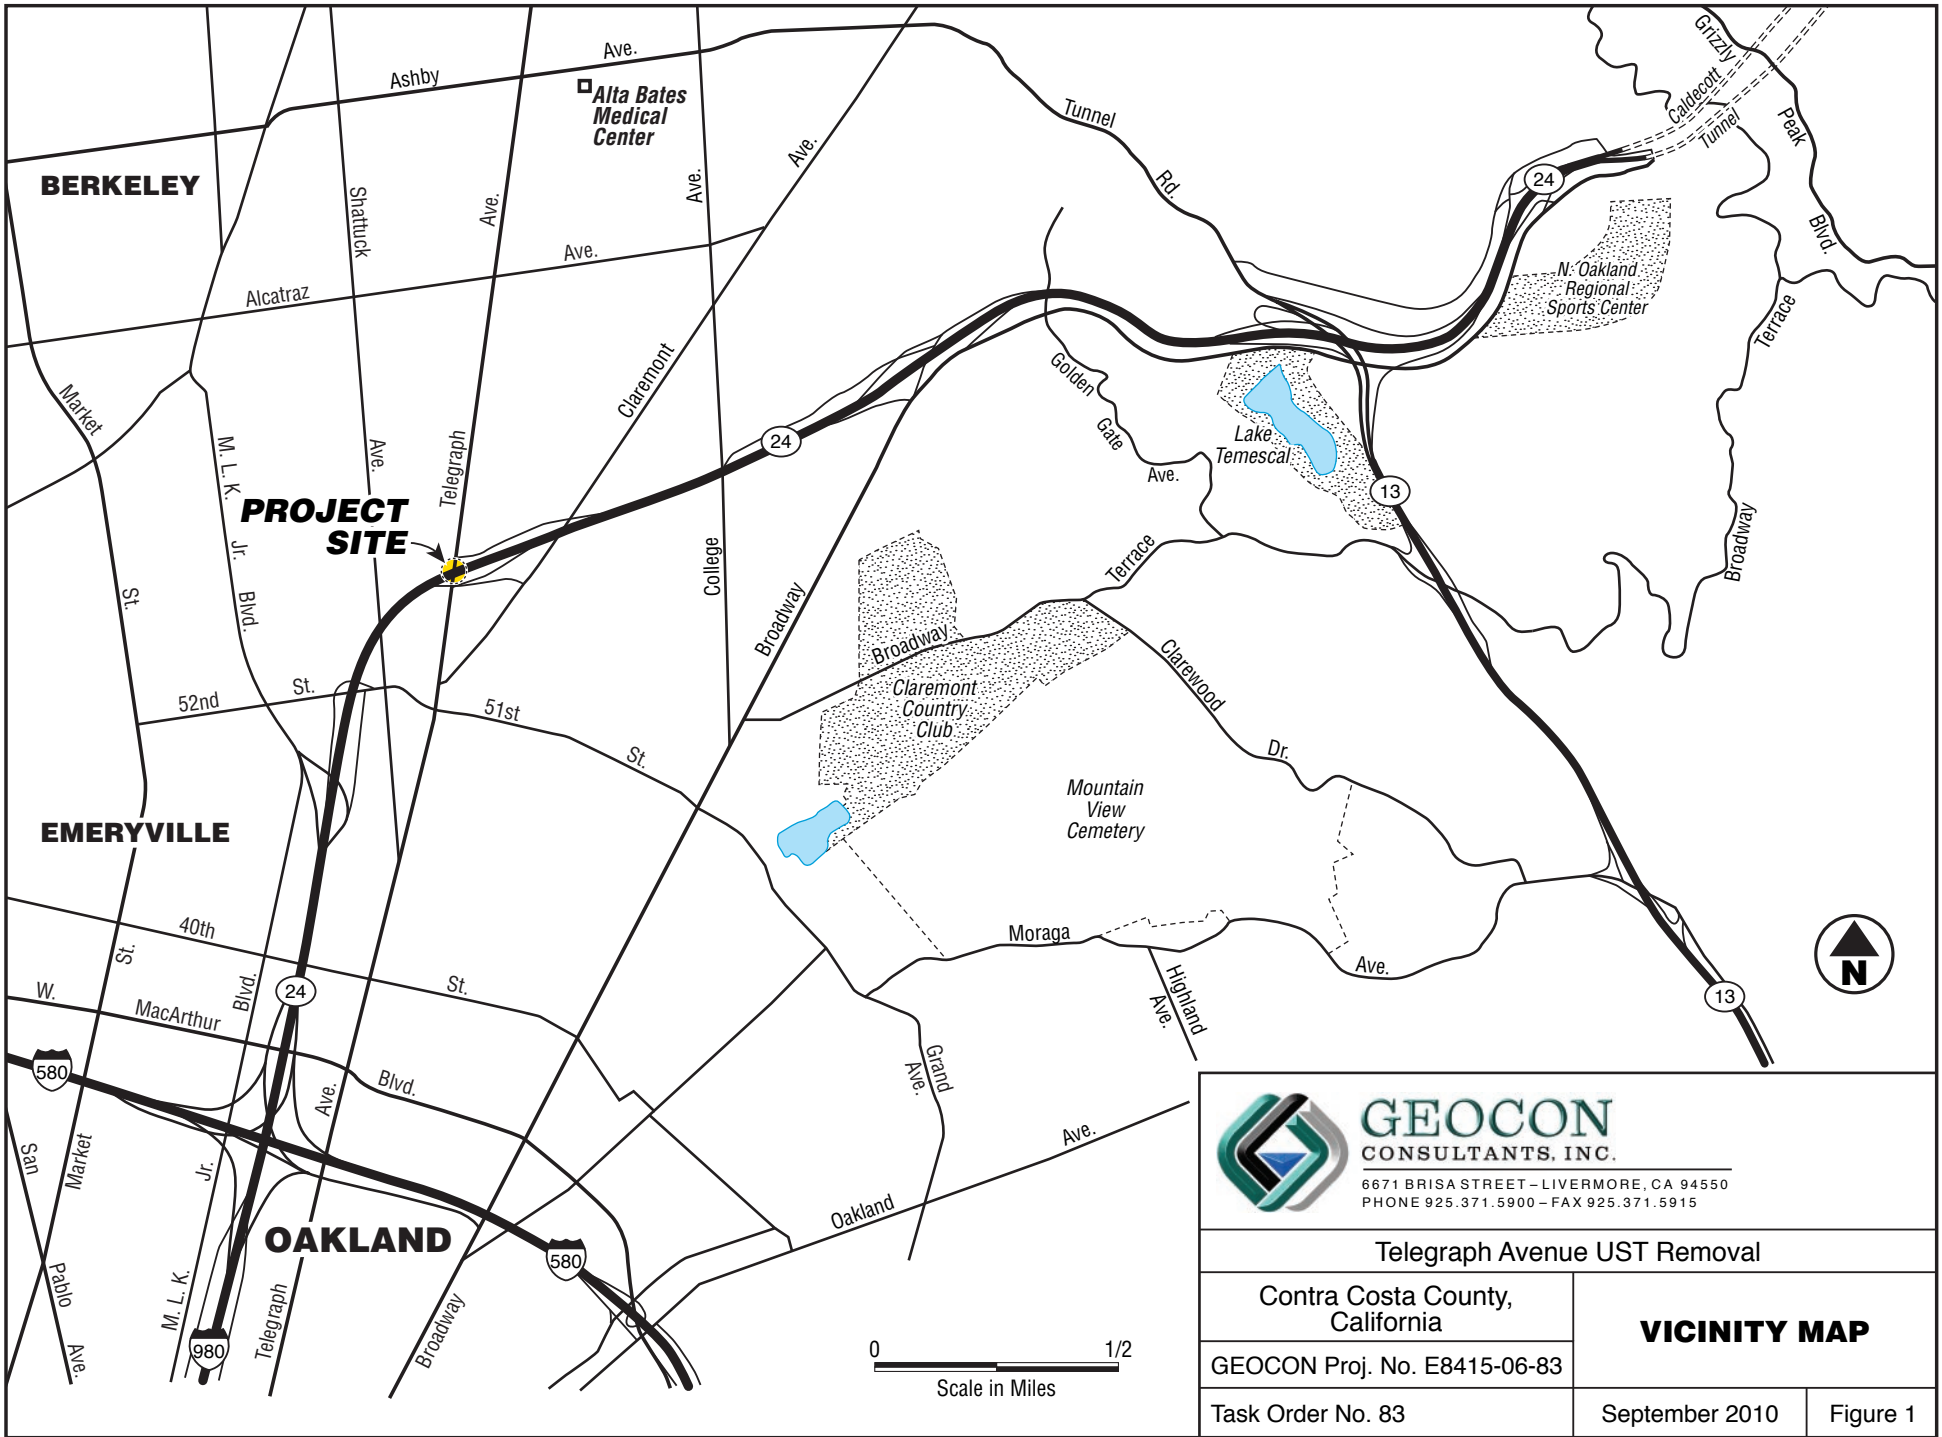 Ashby
Ave.
Alta Bates
Medical
Center
BERKELEY
Shattuck
Ave.
Ave.
Ave.
Ave.
Alcatraz
Ave.
Tunnel
Rd.
Grizzly
Peak
Blvd.
Caldecott
Tunnel
24
N. Oakland
Regional
Sports Center
Terrace
Broadway
Market
St.
M. L. K.
Jr.
Blvd.
Telegraph
Claremont
24
College
Broadway
Golden
Gate
Ave.
Lake
Temescal
13
PROJECT
SITE
52nd
St.
51st
St.
Broadway
Terrace
Claremont
Country
Club
Clarewood
Dr.
Mountain
View
Cemetery
EMERYVILLE
40th
St.
St.
W.
MacArthur
Blvd.
Blvd.
24
Moraga
Ave.
Highland
Ave.
Grand
Ave.
13
N
580
San
Pablo
Ave.
Market
Jr.
M. L. K.
Ave.
Telegraph
OAKLAND
980
580
Broadway
Oakland
Ave.
0
1/2
Scale in Miles
GEOCON
CONSULTANTS, INC.
6671 BRISA STREET – LIVERMORE, CA 94550
PHONE 925.371.5900 – FAX 925.371.5915
Telegraph Avenue UST Removal
Contra Costa County,
California
GEOCON Proj. No. E8415-06-83
VICINITY MAP
Task Order No. 83
September 2010
Figure 1